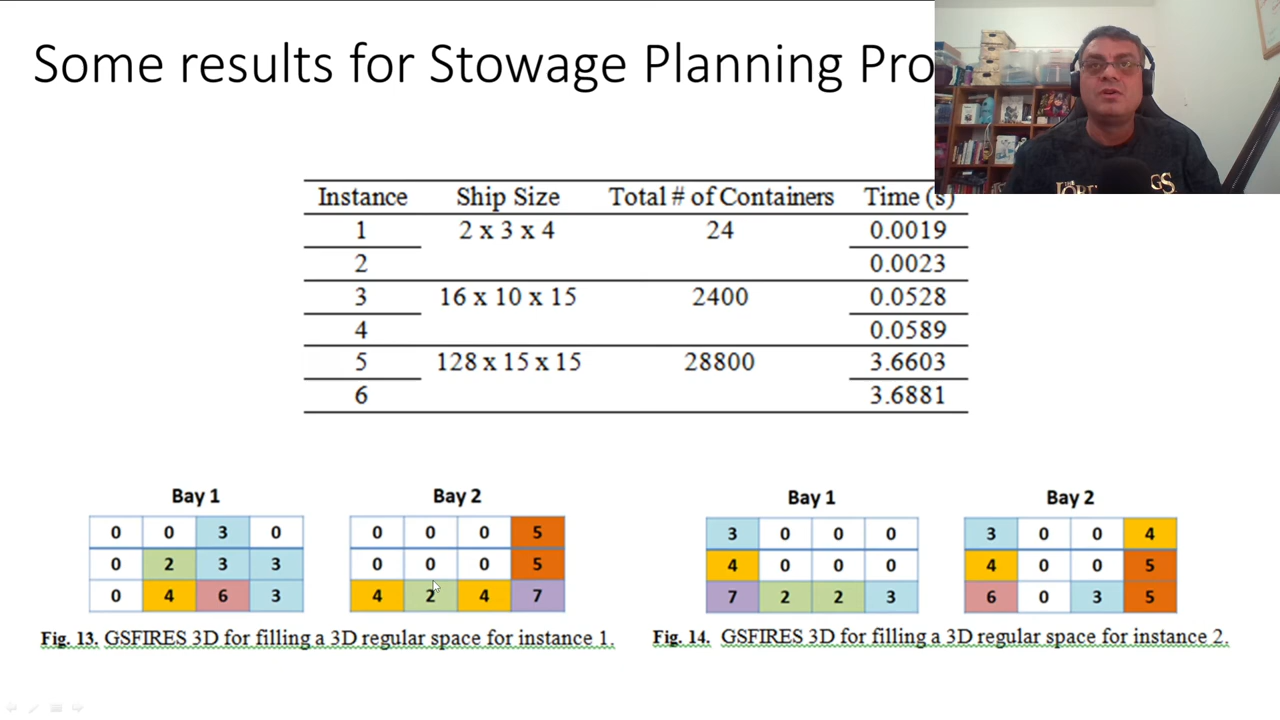 Some results for Stowage Planning Pro
Instance Ship Size Total # of Containers Time (s)
1 2 x 3 x 4 24 0.0019
2 0.0023
3 16 x 10 x 15 2400 0.0528
4 0.0589
5 128 x 15 x 15 28800 3.6603
6 3.6881
Bay 1
0 0 3 0
0 2 3 3
0 4 6 3
Bay 2
0 0 0 5
0 0 0 5
4 2 4 7
Fig. 13. GSFIRES 3D for filling a 3D regular space for instance 1.
Bay 1
3 0 0 0
4 0 0 0
7 2 2 3
Bay 2
3 0 0 4
4 0 0 5
6 0 3 5
Fig. 14. GSFIRES 3D for filling a 3D regular space for instance 2.